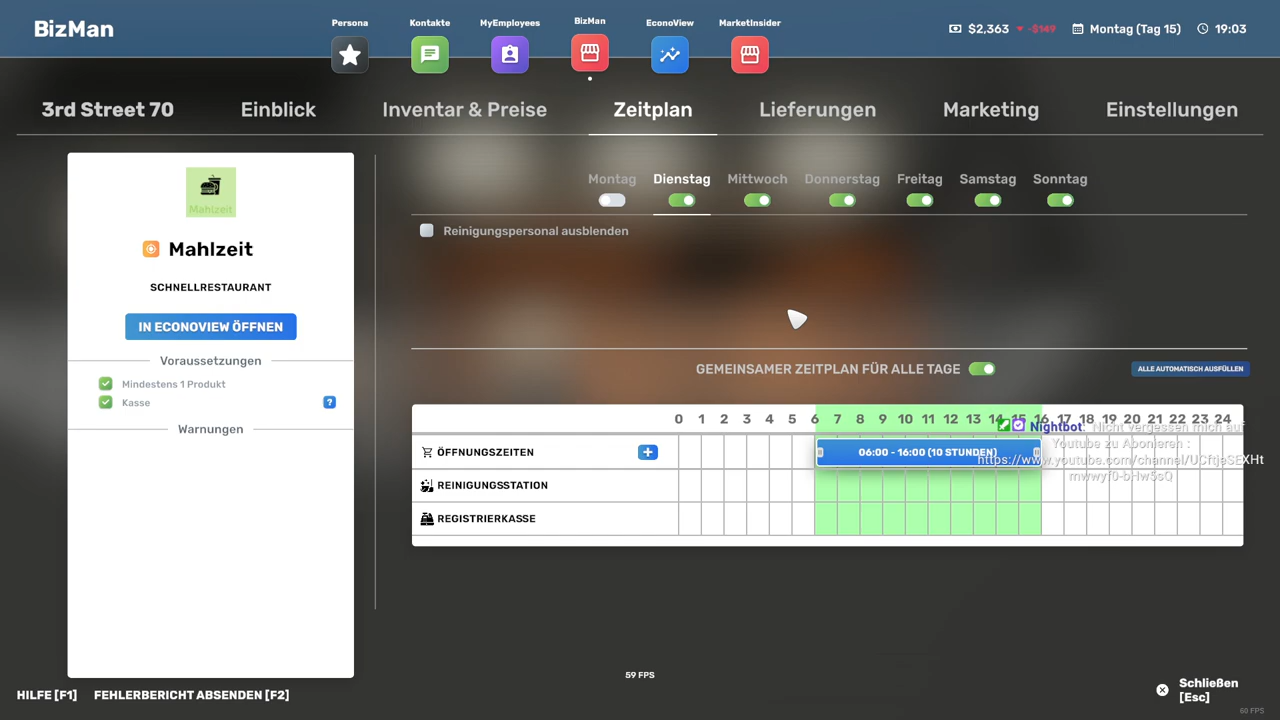 BizMan
Persona
Kontakte
MyEmployees
BizMan
EconoView
MarketInsider
$2,363 ▼ -$149
Montag (Tag 15)
19:03
3rd Street 70
Einblick
Inventar & Preise
Zeitplan
Lieferungen
Marketing
Einstellungen
Mahlzeit
Mahlzeit
SCHNELLRESTAURANT
IN ECONOVIEW ÖFFNEN
Voraussetzungen
Mindestens 1 Produkt
Kasse
?
Warnungen
Montag
Dienstag
Mittwoch
Donnerstag
Freitag
Samstag
Sonntag
Reinigungspersonal ausblenden
GEMEINSAMER ZEITPLAN FÜR ALLE TAGE
ALLE AUTOMATISCH AUSFÜLLEN
0 1 2 3 4 5 6 7 8 9 10 11 12 13 14 15 16 17 18 19 20 21 22 23 24
Nightbot: Nicht vergessen mich auf
Youtube zu Abonieren :
ÖFFNUNGSZEITEN
06:00 - 16:00 (10 STUNDEN)
REINIGUNGSSTATION
REGISTRIERKASSE
59 FPS
HILFE [F1]
FEHLERBERICHT ABSENDEN [F2]
Schließen
[Esc]
60 FPS